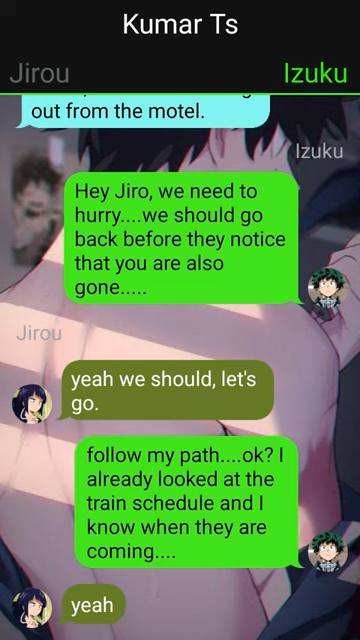 Kumar Ts
Jirou
Izuku
out from the motel.
Izuku
Hey Jiro, we need to
hurry....we should go
back before they notice
that you are also
gone.....
Jirou
yeah we should, let's
go.
follow my path....ok? I
already looked at the
train schedule and I
know when they are
coming....
yeah